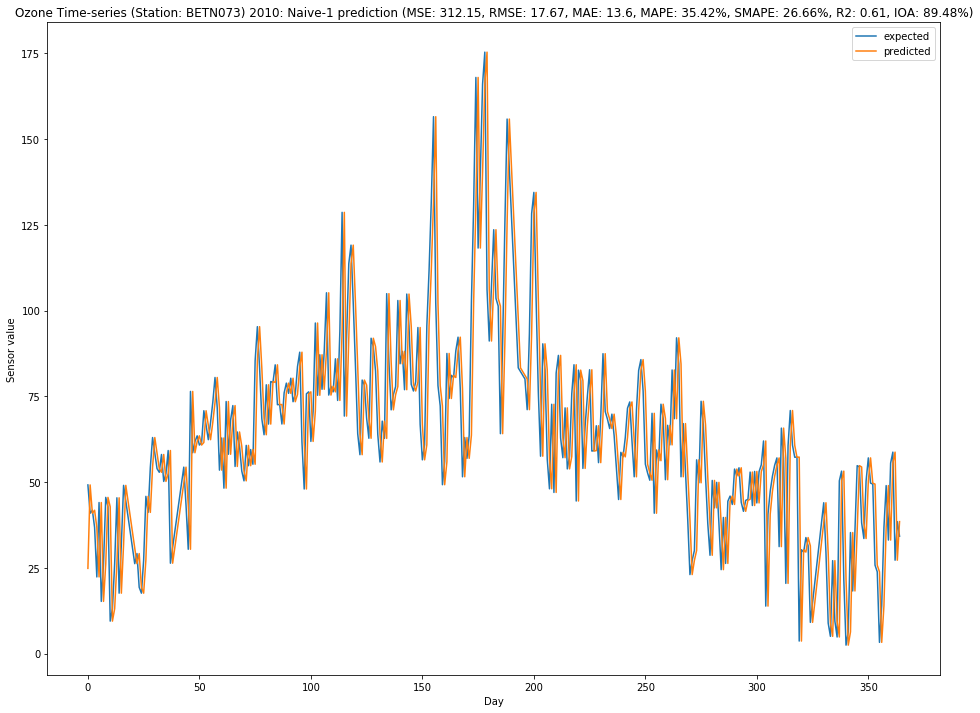 Ozone Time-series (Station: BETN073) 2010: Naive-1 prediction (MSE: 312.15, RMSE: 17.67, MAE: 13.6, MAPE: 35.42%, SMAPE: 26.66%, R2: 0.61, IOA: 89.48%)
expected
predicted
175
150
125
100
75
50
25
0
Sensor value
0 50 100 150 200 250 300 350
Day